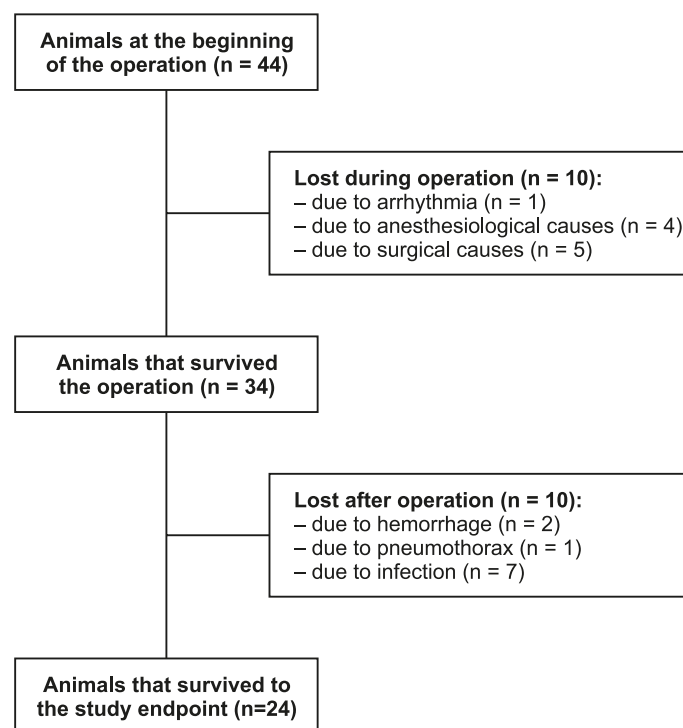 Animals at the beginning
of the operation (n = 44)
Lost during operation (n = 10):
– due to arrhythmia (n = 1)
– due to anesthesiological causes (n = 4)
– due to surgical causes (n = 5)
Animals that survived
the operation (n = 34)
Lost after operation (n = 10):
– due to hemorrhage (n = 2)
– due to pneumothorax (n = 1)
– due to infection (n = 7)
Animals that survived to
the study endpoint (n=24)